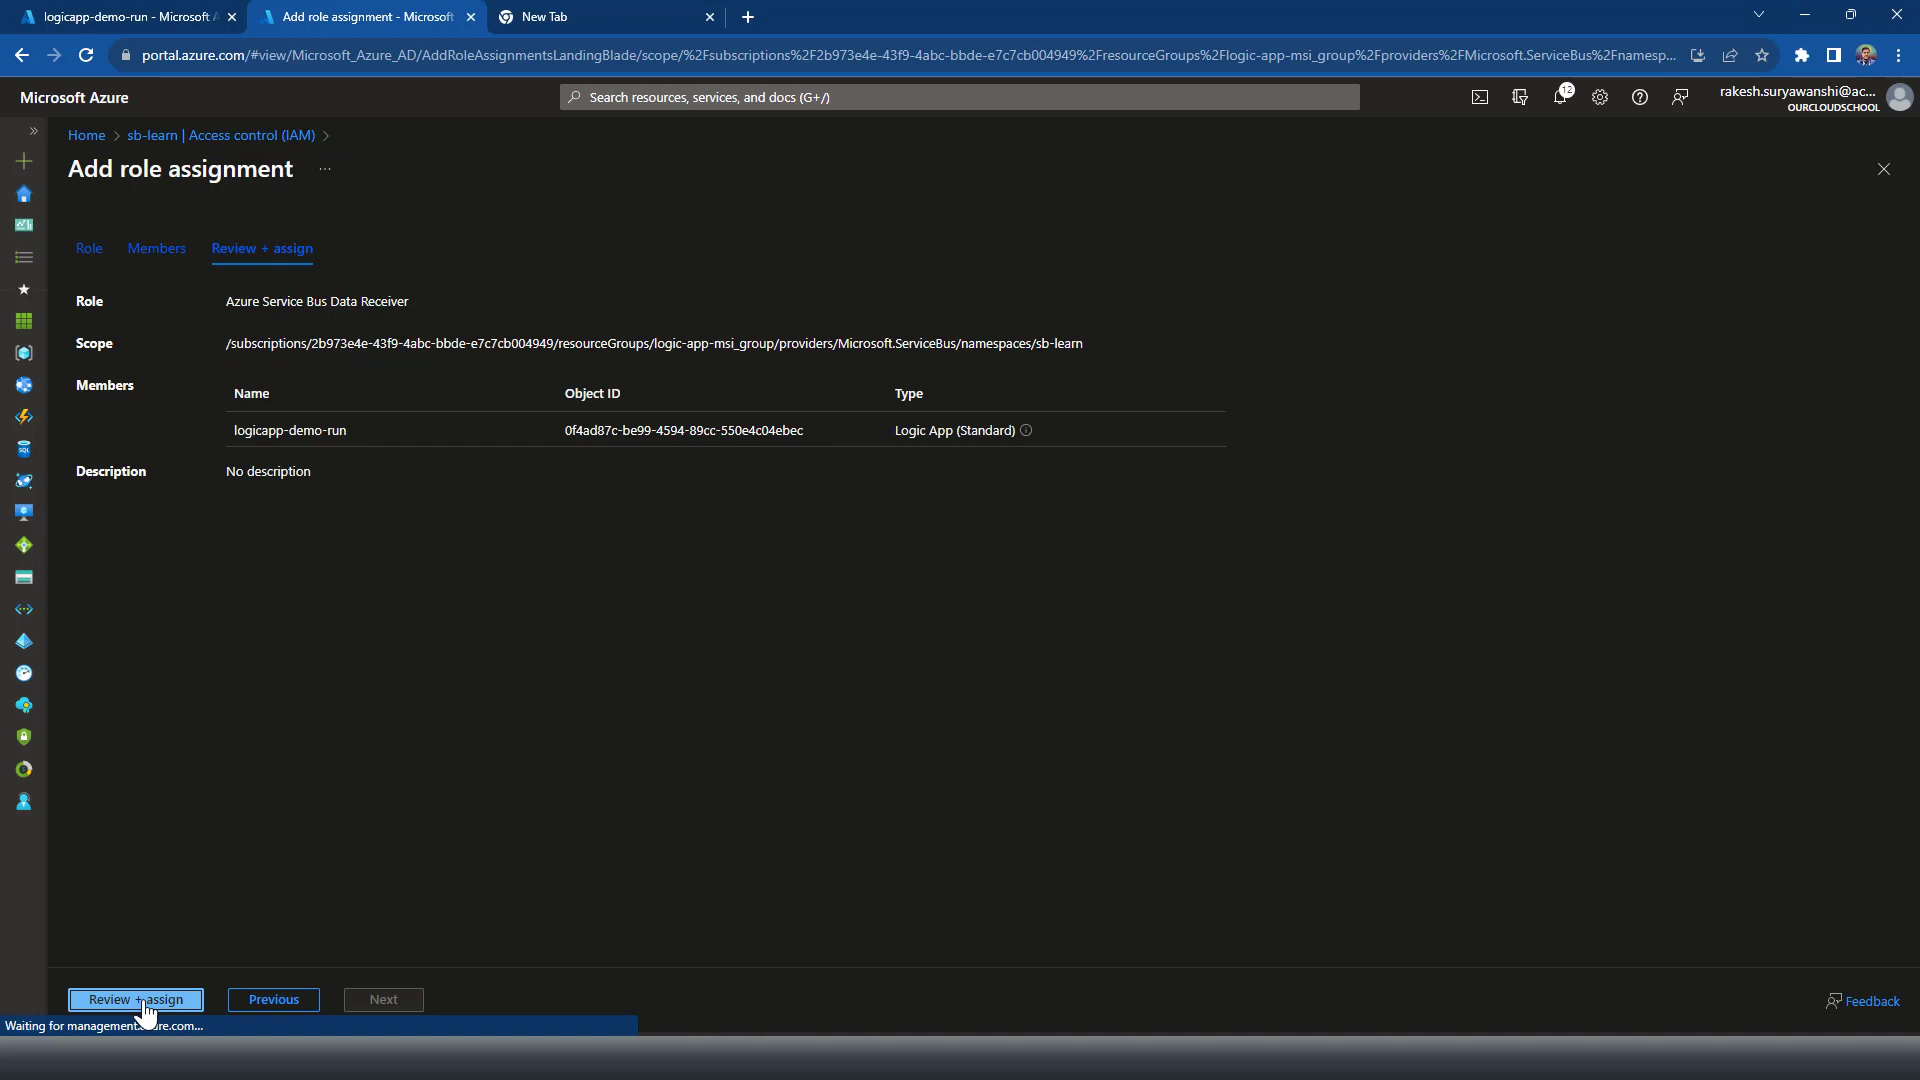 logicapp-demo-run - Microsoft A
Add role assignment - Microsoft
New Tab
portal.azure.com/#view/Microsoft_Azure_AD/AddRoleAssignmentsLandingBlade/scope/%2Fsubscriptions%2F2b973e4e-43f9-4abc-bbde-e7c7cb004949%2FresourceGroups%2Flogic-app-msi_group%2Fproviders%2FMicrosoft.ServiceBus%2Fnamesp...
Microsoft Azure
Search resources, services, and docs (G+/)
12
rakesh.suryawanshi@ac...
OURCLOUDSCHOOL
Home > sb-learn | Access control (IAM) >
Add role assignment ...
Role Members Review + assign
Role Azure Service Bus Data Receiver
Scope /subscriptions/2b973e4e-43f9-4abc-bbde-e7c7cb004949/resourceGroups/logic-app-msi_group/providers/Microsoft.ServiceBus/namespaces/sb-learn
Members
Name Object ID Type
logicapp-demo-run 0f4ad87c-be99-4594-89cc-550e4c04ebec Logic App (Standard)
Description No description
Review + assign Previous Next
Feedback
Waiting for management.azure.com...